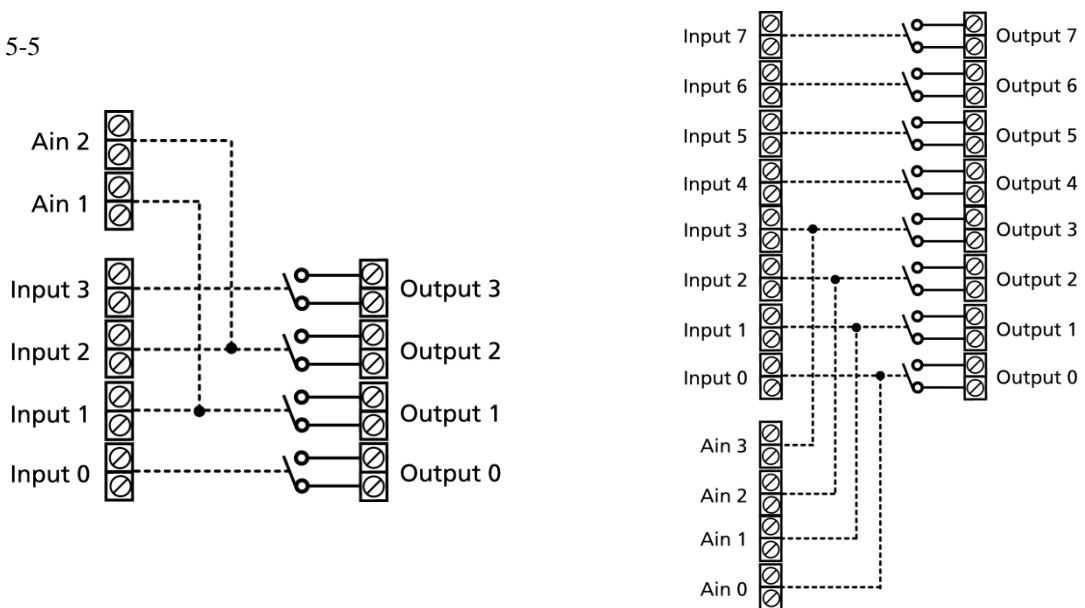 5-5
Ain 2
Ain 1
Input 3 Output 3
Input 2 Output 2
Input 1 Output 1
Input 0 Output 0
Input 7 Output 7
Input 6 Output 6
Input 5 Output 5
Input 4 Output 4
Input 3 Output 3
Input 2 Output 2
Input 1 Output 1
Input 0 Output 0
Ain 3
Ain 2
Ain 1
Ain 0